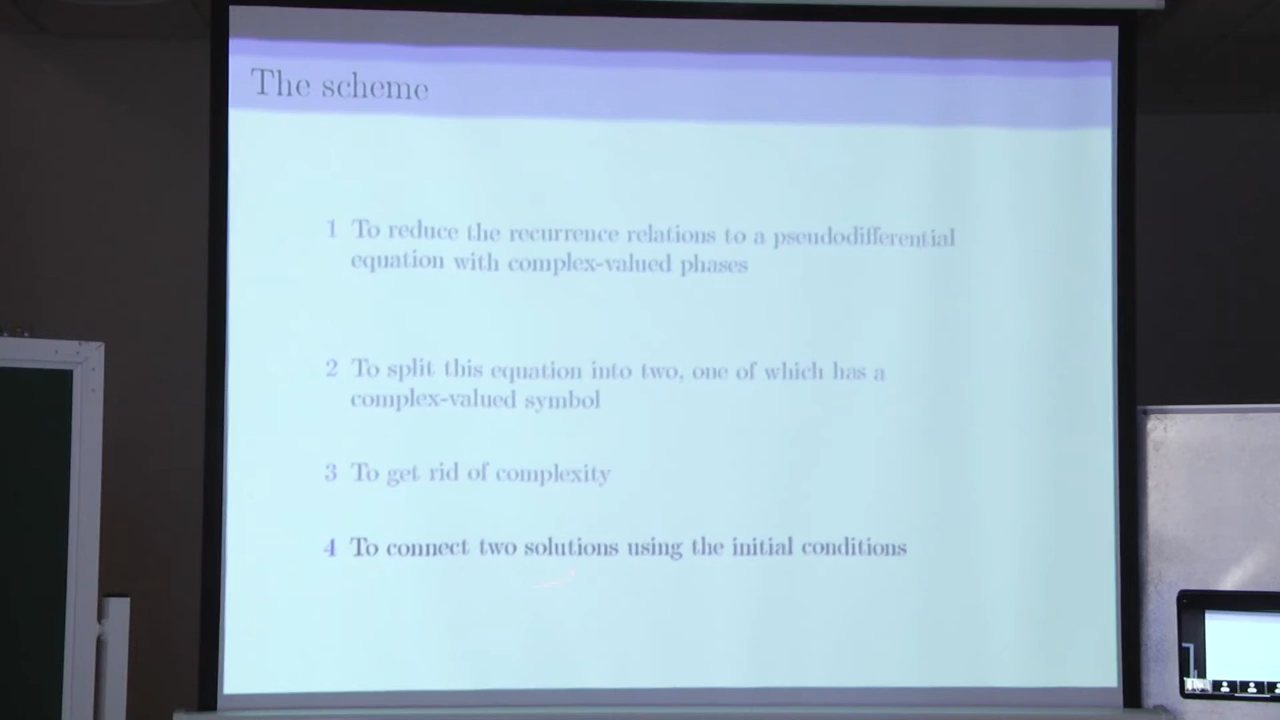 The scheme
1 To reduce the recurrence relations to a pseudodifferential
equation with complex-valued phases
2 To split this equation into two, one of which has a
complex-valued symbol
3 To get rid of complexity
4 To connect two solutions using the initial conditions